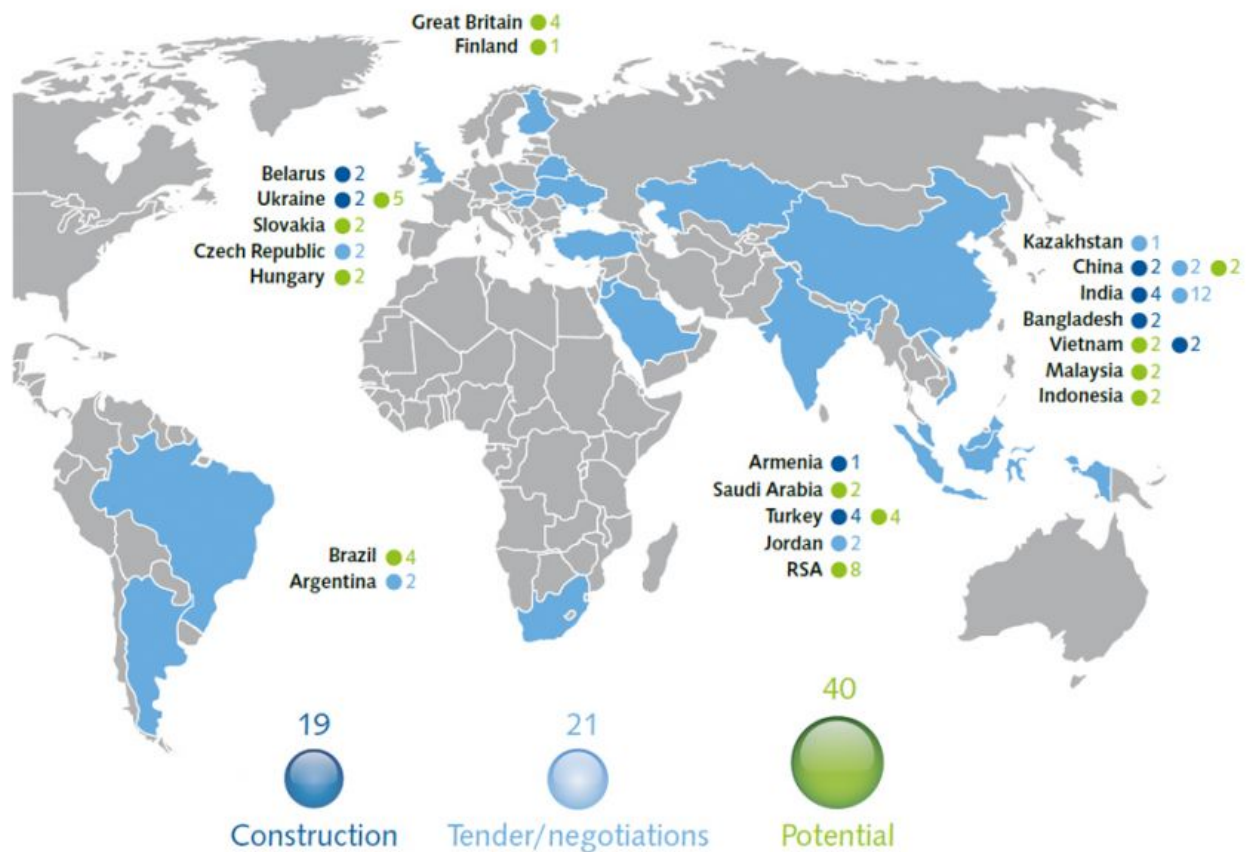 Great Britain 4
Finland 1
Belarus 2
Ukraine 2 5
Slovakia 2
Czech Republic 2
Hungary 2
Kazakhstan 1
China 2 2 2
India 4 12
Bangladesh 2
Vietnam 2 2
Malaysia 2
Indonesia 2
Armenia 1
Saudi Arabia 2
Turkey 4 4
Jordan 2
RSA 8
Brazil 4
Argentina 2
19
Construction
21
Tender/negotiations
40
Potential